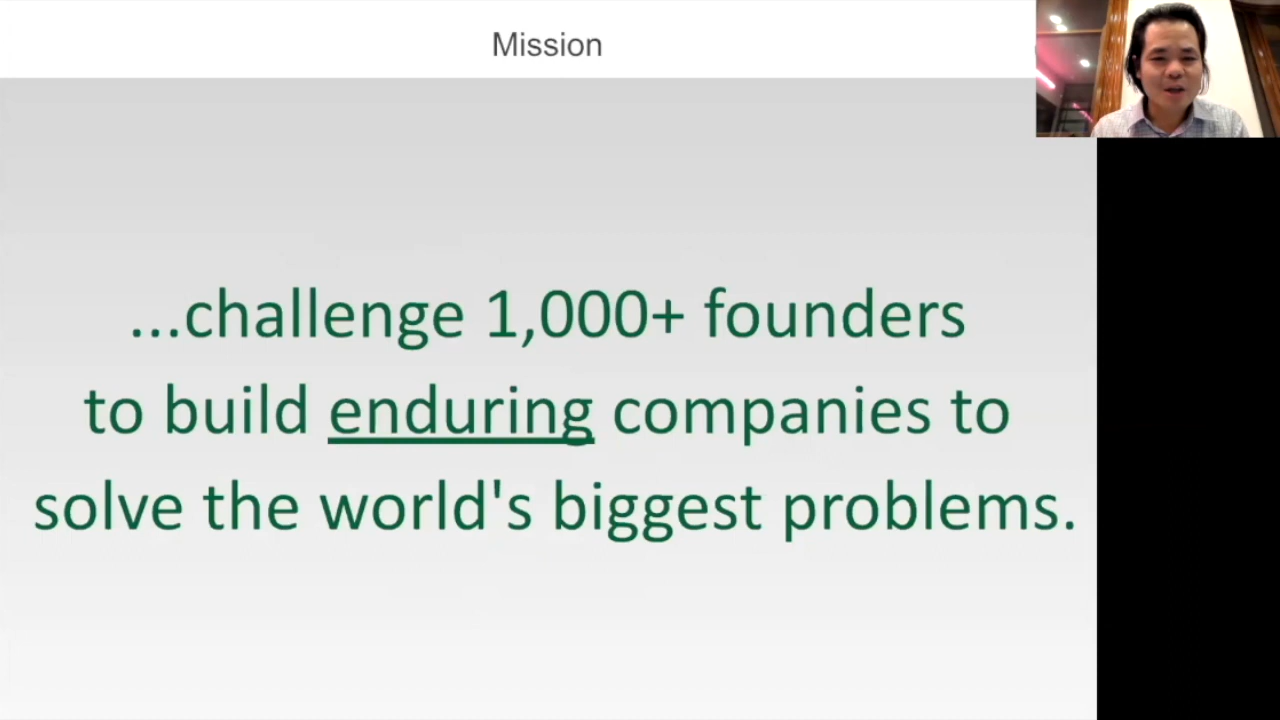 Mission
...challenge 1,000+ founders
to build enduring companies to
solve the world's biggest problems.